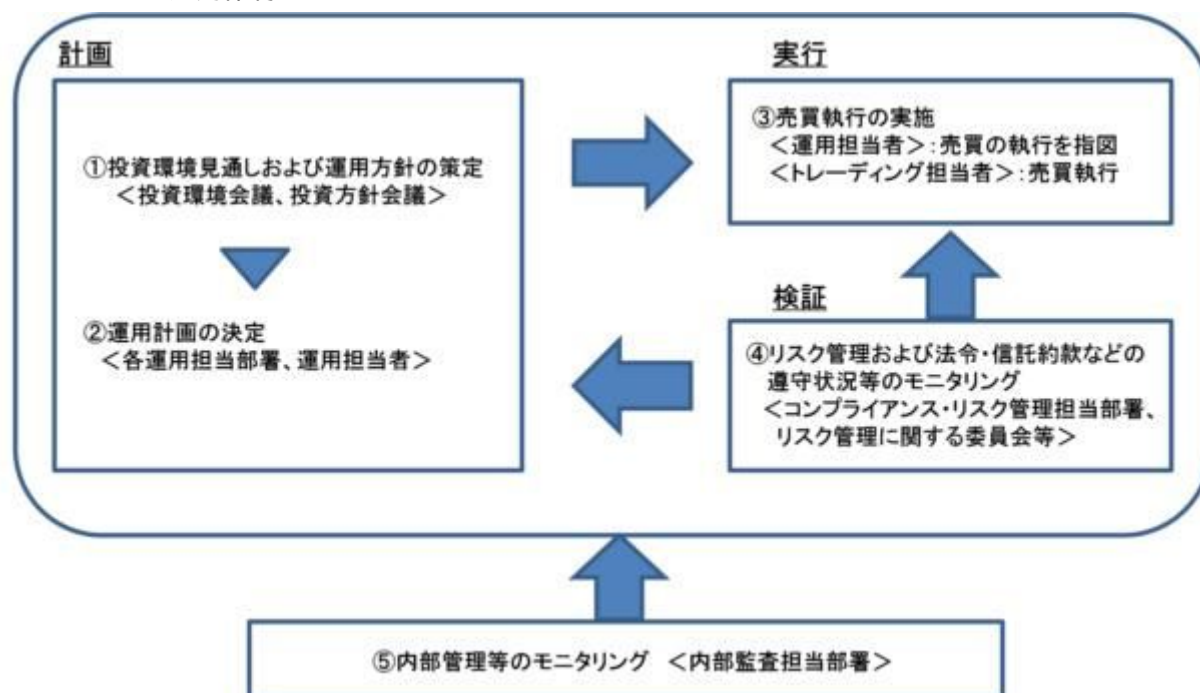 計画
①投資環境見通しおよび運用方針の策定
＜投資環境会議、投資方針会議＞
②運用計画の決定
＜各運用担当部署、運用担当者＞
実行
③売買執行の実施
＜運用担当者＞：売買の執行を指図
＜トレーディング担当者＞：売買執行
検証
④リスク管理および法令・信託約款などの
遵守状況等のモニタリング
＜コンプライアンス・リスク管理担当部署、
リスク管理に関する委員会等＞
⑤内部管理等のモニタリング　＜内部監査担当部署＞